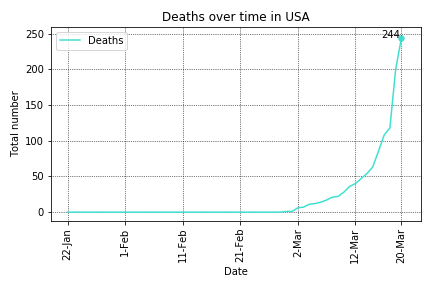 Deaths over time in USA
Deaths
244
250
200
150
100
50
0
Total number
22-Jan
1-Feb
11-Feb
21-Feb
2-Mar
12-Mar
20-Mar
Date